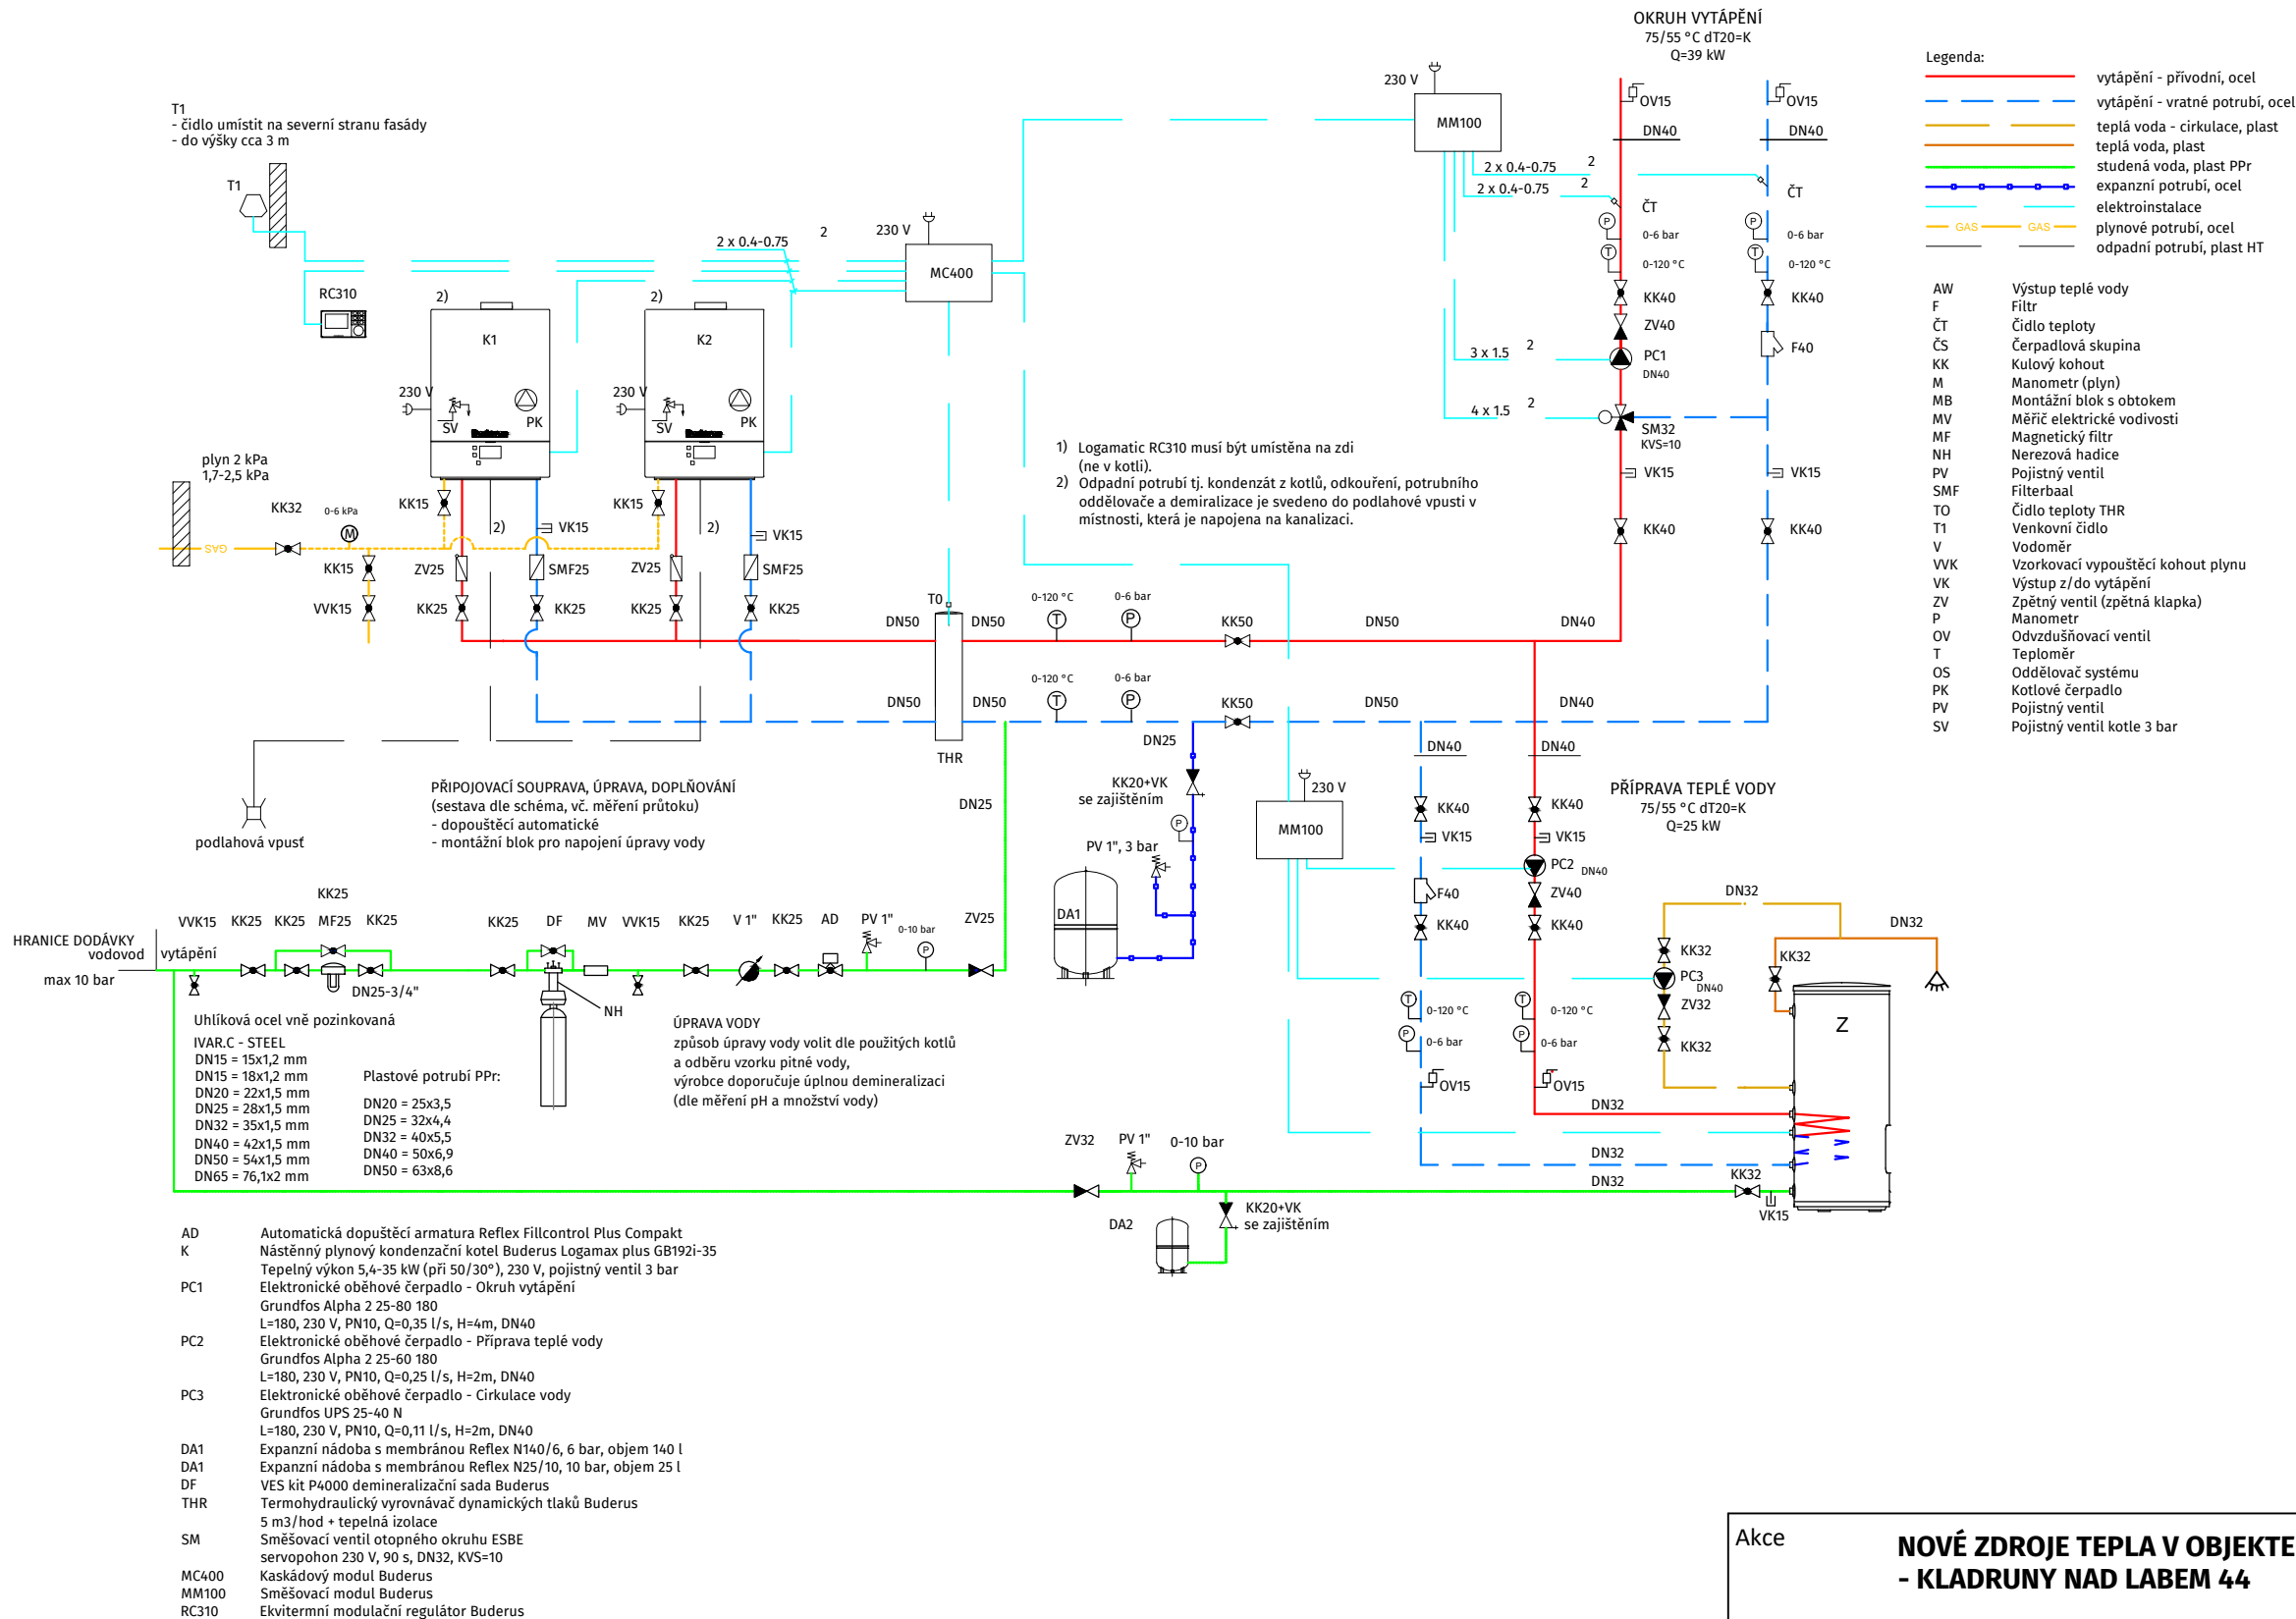 OKRUH VYTÁPĚNÍ
75/55 °C dT20=K
Q=39 kW
T1
- čidlo umístit na severní stranu fasády
- do výšky cca 3 m
T1
RC310
230 V
MM100
OV15
OV15
DN40
DN40
2 x 0.4-0.75
2
2 x 0.4-0.75
2
ČT
ČT
P
0-6 bar
P
0-6 bar
T
0-120 °C
T
0-120 °C
KK40
KK40
ZV40
3 x 1.5
2
PC1
DN40
F40
4 x 1.5
2
SM32
KVS=10
VK15
VK15
KK40
KK40
2 x 0.4-0.75
2
230 V
MC400
2)
2)
K1
K2
230 V
230 V
SV
PK
SV
PK
Buderus
Buderus
plyn 2 kPa
1,7-2,5 kPa
GAS
KK32
0-6 kPa
M
KK15
KK15
2)
2)
VK15
VK15
KK15
ZV25
SMF25
ZV25
SMF25
VVK15
KK25
KK25
KK25
KK25
1) Logamatic RC310 musí být umístěna na zdi
(ne v kotli).
2) Odpadní potrubí tj. kondenzát z kotlů, odkouření, potrubního
oddělovače a demiralizace je svedeno do podlahové vpusti v
místnosti, která je napojena na kanalizaci.
T0
DN50
DN50
0-120 °C
T
0-6 bar
P
KK50
DN50
DN40
DN50
DN50
0-120 °C
T
0-6 bar
P
KK50
DN50
DN40
THR
DN25
DN25
DN40
DN40
podlahová vpusť
PŘIPOJOVACÍ SOUPRAVA, ÚPRAVA, DOPLŇOVÁNÍ
(sestava dle schéma, vč. měření průtoku)
- dopouštěcí automatické
- montážní blok pro napojení úpravy vody
KK20+VK
se zajištěním
P
PV 1", 3 bar
DA1
230 V
MM100
PŘÍPRAVA TEPLÉ VODY
75/55 °C dT20=K
Q=25 kW
KK40
KK40
VK15
VK15
PC2
DN40
F40
ZV40
KK40
KK40
T
0-120 °C
T
0-120 °C
P
0-6 bar
P
0-6 bar
OV15
OV15
DN32
DN32
KK32
KK32
PC3
DN40
ZV32
KK32
Z
DN32
DN32
DN32
KK32
VK15
HRANICE DODÁVKY
vodovod
vytápění
max 10 bar
VVK15
KK25
KK25
KK25
MF25
KK25
DN25-3/4"
KK25
DF
MV
VVK15
KK25
V 1"
KK25
AD
PV 1"
0-10 bar
P
ZV25
NH
Uhlíková ocel vně pozinkovaná
IVAR.C - STEEL
DN15 = 15x1,2 mm
DN15 = 18x1,2 mm
DN20 = 22x1,5 mm
DN25 = 28x1,5 mm
DN32 = 35x1,5 mm
DN40 = 42x1,5 mm
DN50 = 54x1,5 mm
DN65 = 76,1x2 mm
Plastové potrubí PPr:
DN20 = 25x3,5
DN25 = 32x4,4
DN32 = 40x5,5
DN40 = 50x6,9
DN50 = 63x8,6
ÚPRAVA VODY
způsob úpravy vody volit dle použitých kotlů
a odběru vzorku pitné vody,
výrobce doporučuje úplnou demineralizaci
(dle měření pH a množství vody)
ZV32
PV 1"
0-10 bar
P
DA2
KK20+VK
se zajištěním
AD Automatická dopouštěcí armatura Reflex Fillcontrol Plus Compakt
K Nástěnný plynový kondenzační kotel Buderus Logamax plus GB192i-35
Tepelný výkon 5,4-35 kW (při 50/30°), 230 V, pojistný ventil 3 bar
PC1 Elektronické oběhové čerpadlo - Okruh vytápění
Grundfos Alpha 2 25-80 180
L=180, 230 V, PN10, Q=0,35 l/s, H=4m, DN40
PC2 Elektronické oběhové čerpadlo - Příprava teplé vody
Grundfos Alpha 2 25-60 180
L=180, 230 V, PN10, Q=0,25 l/s, H=2m, DN40
PC3 Elektronické oběhové čerpadlo - Cirkulace vody
Grundfos UPS 25-40 N
L=180, 230 V, PN10, Q=0,11 l/s, H=2m, DN40
DA1 Expanzní nádoba s membránou Reflex N140/6, 6 bar, objem 140 l
DA1 Expanzní nádoba s membránou Reflex N25/10, 10 bar, objem 25 l
DF VES kit P4000 demineralizační sada Buderus
THR Termohydraulický vyrovnávač dynamických tlaků Buderus
5 m3/hod + tepelná izolace
SM Směšovací ventil otopného okruhu ESBE
servopohon 230 V, 90 s, DN32, KVS=10
MC400 Kaskádový modul Buderus
MM100 Směšovací modul Buderus
RC310 Ekvitermní modulační regulátor Buderus
Legenda:
vytápění - přívodní, ocel
vytápění - vratné potrubí, ocel
teplá voda - cirkulace, plast
teplá voda, plast
studená voda, plast PPr
expanzní potrubí, ocel
elektroinstalace
GAS GAS plynové potrubí, ocel
odpadní potrubí, plast HT
AW Výstup teplé vody
F Filtr
ČT Čidlo teploty
ČS Čerpadlová skupina
KK Kulový kohout
M Manometr (plyn)
MB Montážní blok s obtokem
MV Měřič elektrické vodivosti
MF Magnetický filtr
NH Nerezová hadice
PV Pojistný ventil
SMF Filterbaal
TO Čidlo teploty THR
T1 Venkovní čidlo
V Vodoměr
VVK Vzorkovací vypouštěcí kohout plynu
VK Výstup z/do vytápění
ZV Zpětný ventil (zpětná klapka)
P Manometr
OV Odvzdušňovací ventil
T Teploměr
OS Oddělovač systému
PK Kotlové čerpadlo
PV Pojistný ventil
SV Pojistný ventil kotle 3 bar
Akce
NOVÉ ZDROJE TEPLA V OBJEKTE
- KLADRUNY NAD LABEM 44